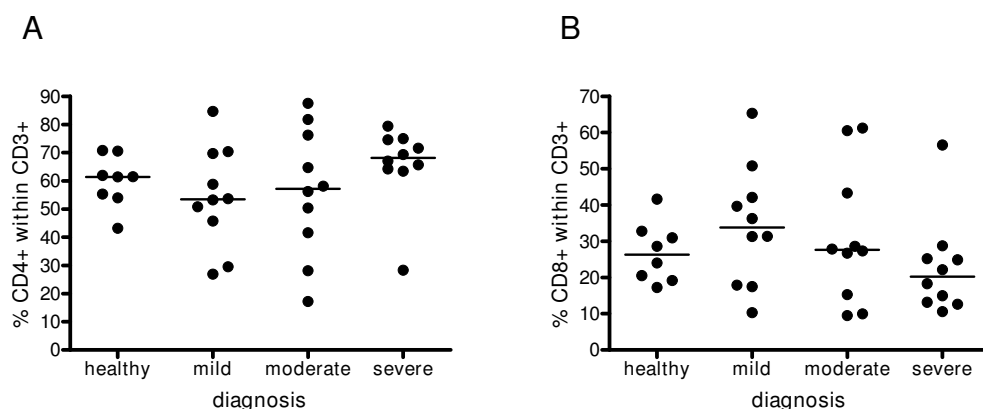 A
B
% CD4+ within CD3+
90
80
70
60
50
40
30
20
10
0
healthy mild moderate severe
diagnosis
% CD8+ within CD3+
70
60
50
40
30
20
10
0
healthy mild moderate severe
diagnosis